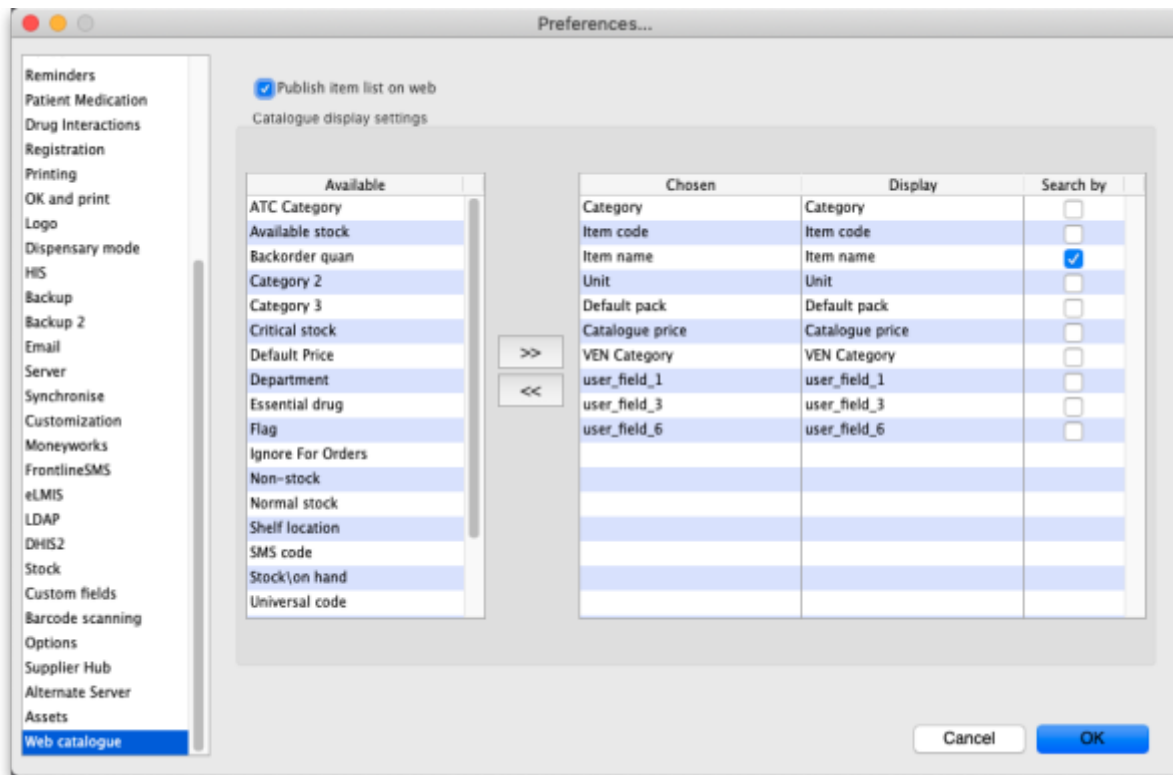 Preferences...
Reminders
Patient Medication
Drug Interactions
Registration
Printing
OK and print
Logo
Dispensary mode
HIS
Backup
Backup 2
Email
Server
Synchronise
Customization
Moneyworks
FrontlineSMS
eLMIS
LDAP
DHIS2
Stock
Custom fields
Barcode scanning
Options
Supplier Hub
Alternate Server
Assets
Web catalogue
Publish item list on web
Catalogue display settings
Available
ATC Category
Available stock
Backorder quan
Category 2
Category 3
Critical stock
Default Price
Department
Essential drug
Flag
Ignore For Orders
Non-stock
Normal stock
Shelf location
SMS code
Stock\on hand
Universal code
>>
<<
Chosen Display Search by
Category Category
Item code Item code
Item name Item name
Unit Unit
Default pack Default pack
Catalogue price Catalogue price
VEN Category VEN Category
user_field_1 user_field_1
user_field_3 user_field_3
user_field_6 user_field_6
Cancel OK